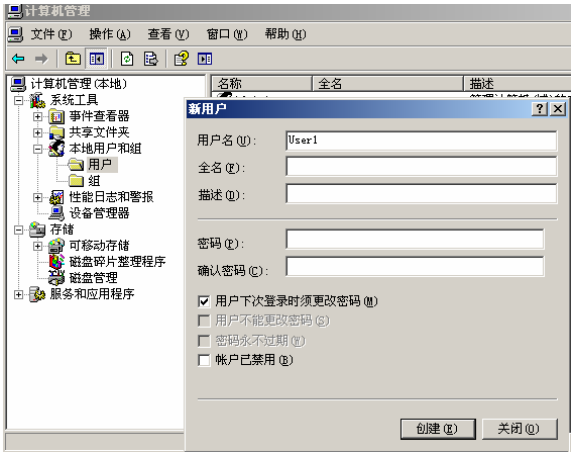 计算机管理
文件(F) 操作(A) 查看(V) 窗口(W) 帮助(H)
计算机管理(本地)
系统工具
事件查看器
共享文件夹
本地用户和组
用户
组
性能日志和警报
设备管理器
存储
可移动存储
磁盘碎片整理程序
磁盘管理
服务和应用程序
名称 全名 描述
新用户
用户名(U): User1
全名(F):
描述(D):
密码(P):
确认密码(C):
用户下次登录时须更改密码(M)
用户不能更改密码(S)
密码永不过期(W)
帐户已禁用(B)
创建(E) 关闭(O)